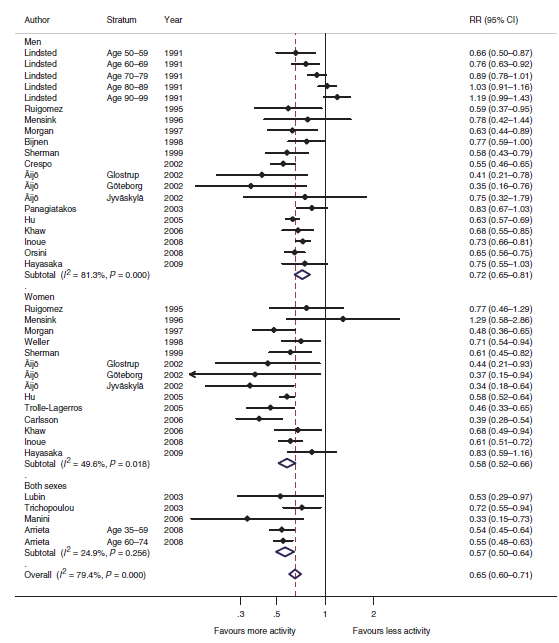 Author Stratum Year RR (95% CI)
Men
Lindsted Age 50–59 1991 0.66 (0.50–0.87)
Lindsted Age 60–69 1991 0.76 (0.63–0.92)
Lindsted Age 70–79 1991 0.89 (0.78–1.01)
Lindsted Age 80–89 1991 1.03 (0.91–1.16)
Lindsted Age 90–99 1991 1.19 (0.99–1.43)
Ruigomez 1995 0.59 (0.37–0.95)
Mensink 1996 0.78 (0.42–1.44)
Morgan 1997 0.63 (0.44–0.89)
Bijnen 1998 0.77 (0.59–1.00)
Sherman 1999 0.58 (0.43–0.79)
Crespo 2002 0.55 (0.46–0.65)
Äijö Glostrup 2002 0.41 (0.21–0.78)
Äijö Göteborg 2002 0.35 (0.16–0.76)
Äijö Jyväskylä 2002 0.75 (0.32–1.79)
Panagiatakos 2003 0.83 (0.67–1.03)
Hu 2005 0.63 (0.57–0.69)
Khaw 2006 0.68 (0.55–0.85)
Inoue 2008 0.73 (0.66–0.81)
Orsini 2008 0.65 (0.56–0.75)
Hayasaka 2009 0.75 (0.55–1.03)
Subtotal (I² = 81.3%, P = 0.000) 0.72 (0.65–0.81)
.
Women
Ruigomez 1995 0.77 (0.46–1.29)
Mensink 1996 1.29 (0.58–2.86)
Morgan 1997 0.48 (0.36–0.65)
Weller 1998 0.71 (0.54–0.94)
Sherman 1999 0.61 (0.45–0.82)
Äijö Glostrup 2002 0.44 (0.21–0.93)
Äijö Göteborg 2002 0.37 (0.15–0.94)
Äijö Jyväskylä 2002 0.34 (0.18–0.64)
Hu 2005 0.58 (0.52–0.64)
Trolle–Lagerros 2005 0.46 (0.33–0.65)
Carlsson 2006 0.39 (0.28–0.54)
Khaw 2006 0.68 (0.49–0.94)
Inoue 2008 0.61 (0.51–0.72)
Hayasaka 2009 0.83 (0.59–1.16)
Subtotal (I² = 49.6%, P = 0.018) 0.58 (0.52–0.66)
.
Both sexes
Lubin 2003 0.53 (0.29–0.97)
Trichopoulou 2003 0.72 (0.55–0.94)
Manini 2006 0.33 (0.15–0.73)
Arrieta Age 35–59 2008 0.54 (0.45–0.64)
Arrieta Age 60–74 2008 0.55 (0.48–0.63)
Subtotal (I² = 24.9%, P = 0.256) 0.57 (0.50–0.64)
.
Overall (I² = 79.4%, P = 0.000) 0.65 (0.60–0.71)
.3 .5 1 2
Favours more activity Favours less activity